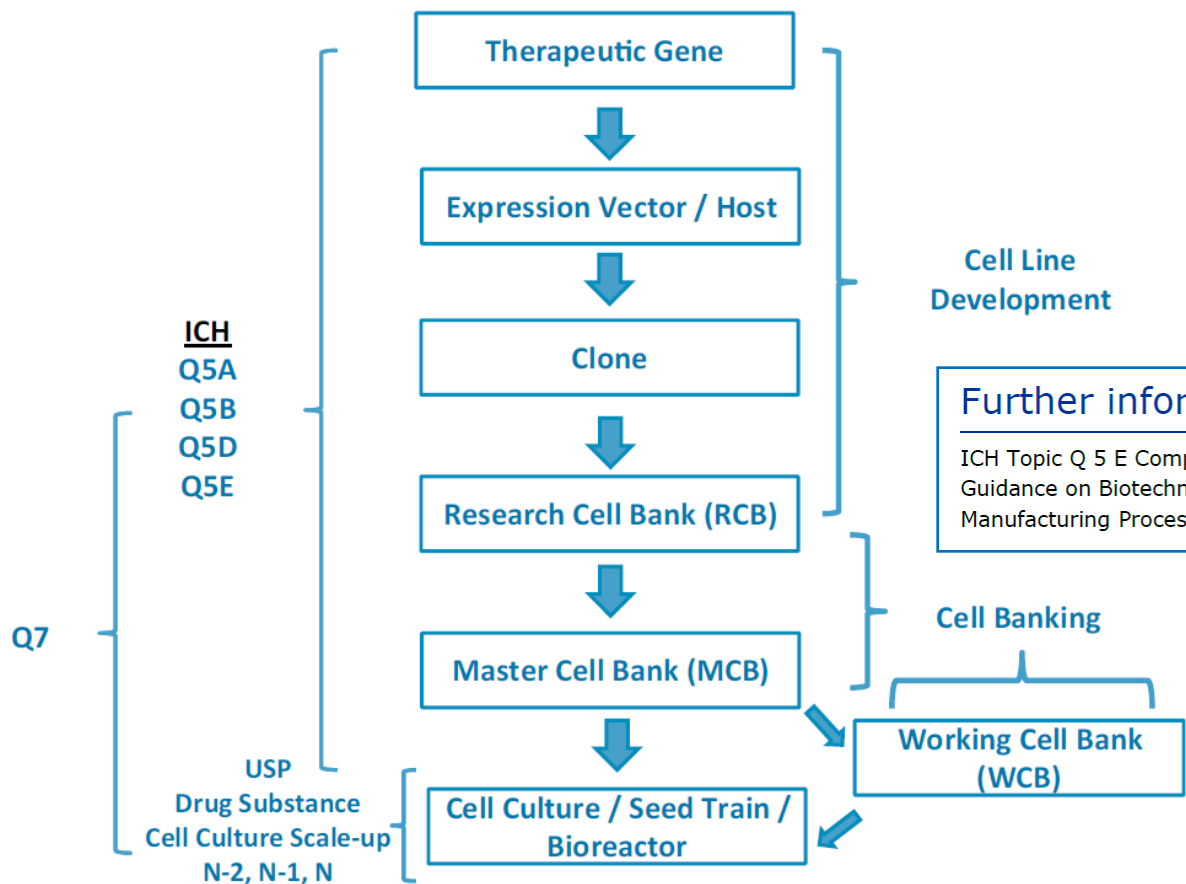 Therapeutic Gene
Expression Vector / Host
Clone
Research Cell Bank (RCB)
Master Cell Bank (MCB)
Cell Culture / Seed Train /
Bioreactor
Cell Line
Development
Cell Banking
Working Cell Bank
(WCB)
ICH
Q5A
Q5B
Q5D
Q5E
Q7
USP
Drug Substance
Cell Culture Scale-up
N-2, N-1, N
Further infor
ICH Topic Q 5 E Comp
Guidance on Biotechn
Manufacturing Proces